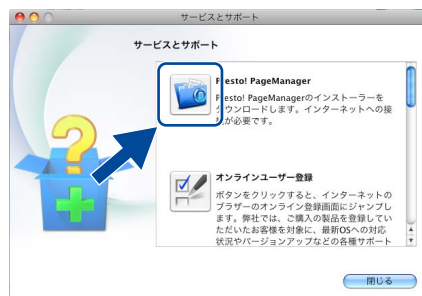 サービスとサポート
サービスとサポート
Presto! PageManager
Presto! PageManagerのインストーラーを
ダウンロードします。インターネットへの接
が必要です。
オンラインユーザー登録
ボタンをクリックすると、インターネットの
ブラザーのオンライン登録画面にジャンプし
ます。弊社では、ご購入の製品を登録してい
ただいたお客様を対象に、最新OSへの対応
状況やバージョンアップなどの各種サポート
閉じる